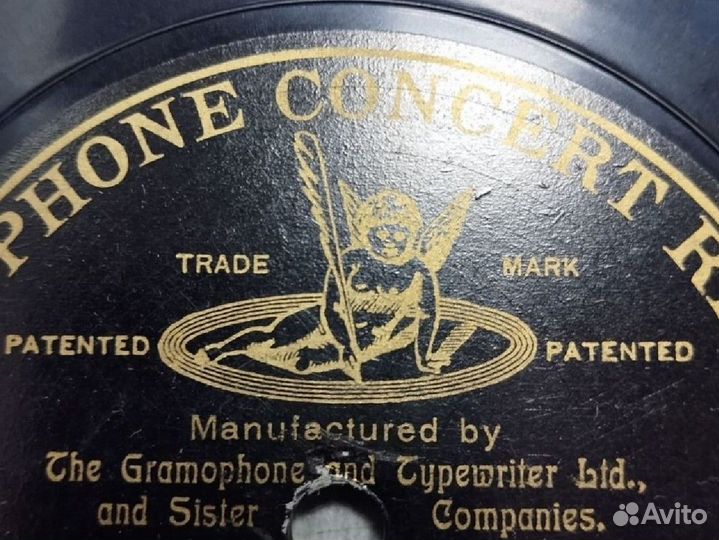 PHONE CONCERT R
TRADE MARK
PATENTED PATENTED
Manufactured by
The Gramophone and Typewriter Ltd.,
and Sister Companies.
Avito